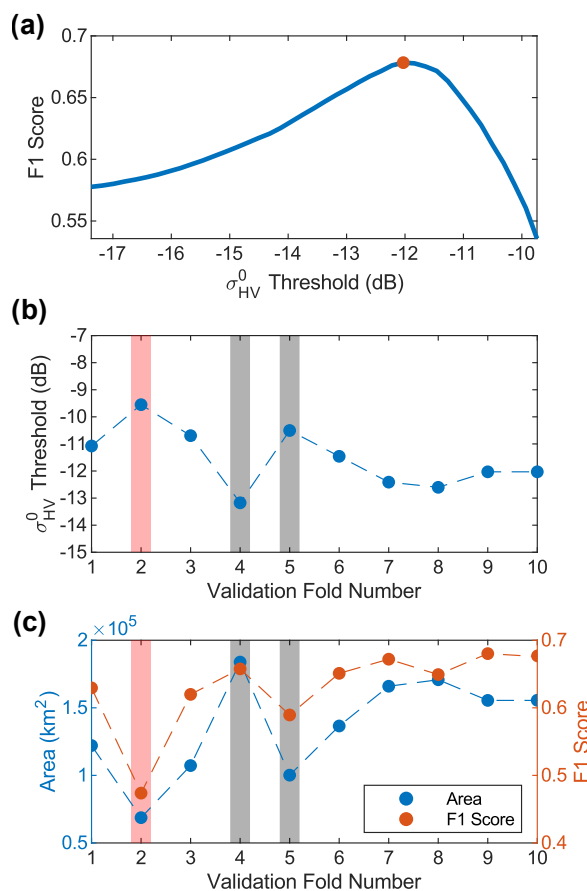 (a)
0.7
0.65
0.6
0.55
F1 Score
-17 -16 -15 -14 -13 -12 -11 -10
σ⁰HV Threshold (dB)
(b)
-7
-8
-9
-10
-11
-12
-13
-14
-15
σ⁰HV Threshold (dB)
1 2 3 4 5 6 7 8 9 10
Validation Fold Number
(c)
×10⁵
2 0.7
1.5 0.6
1 0.5
0.5 0.4
Area (km²)
F1 Score
Area
F1 Score
1 2 3 4 5 6 7 8 9 10
Validation Fold Number